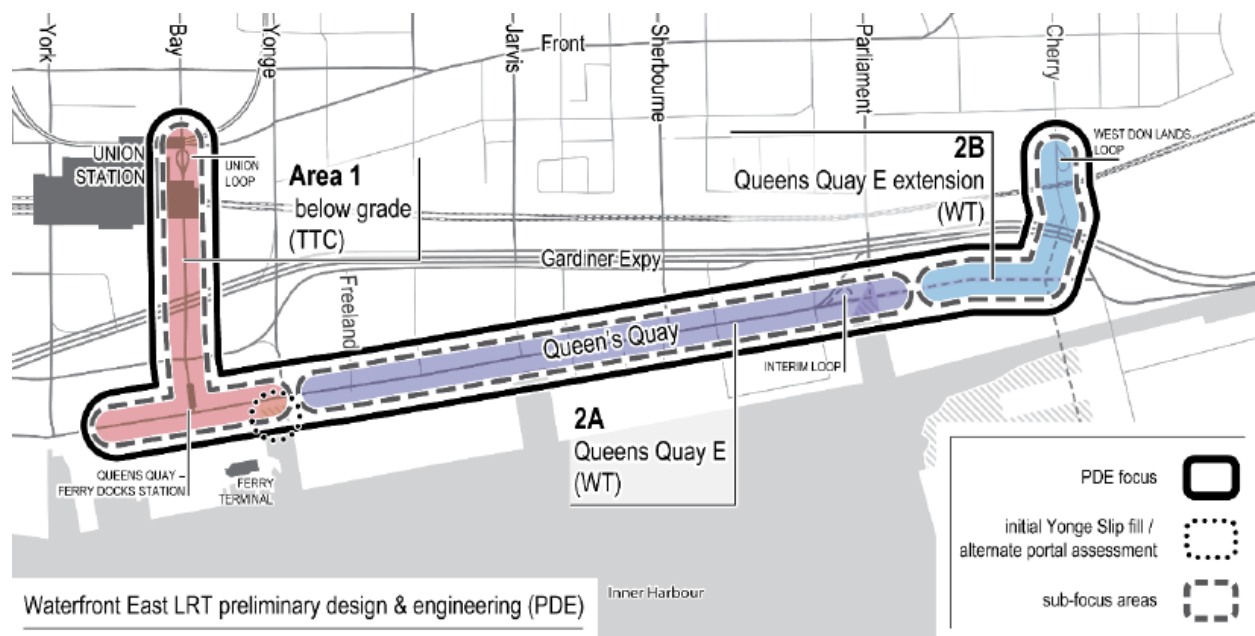 York
Bay
Yonge
Jarvis
Front
Sherbourne
Parliament
Cherry
UNION
STATION
UNION
LOOP
Area 1
below grade
(TTC)
2B
Queens Quay E extension
(WT)
WEST DON LANDS
LOOP
Gardiner Expy
Freeland
Queen's Quay
INTERIM LOOP
2A
Queens Quay E
(WT)
QUEENS QUAY –
FERRY DOCKS STATION
FERRY
TERMINAL
PDE focus
initial Yonge Slip fill /
alternate portal assessment
sub-focus areas
Waterfront East LRT preliminary design & engineering (PDE)
Inner Harbour